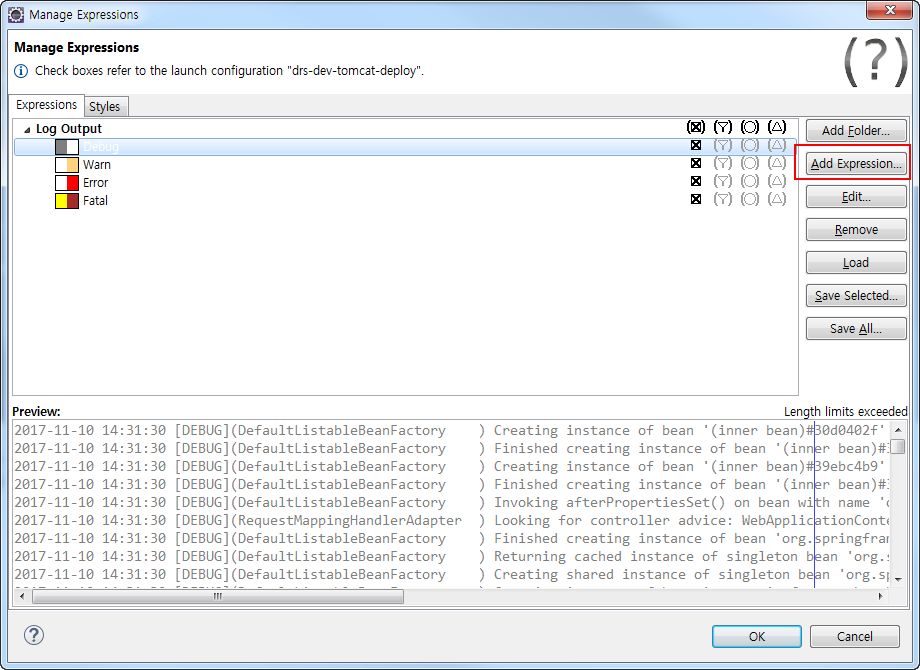 Manage Expressions
Manage Expressions
Check boxes refer to the launch configuration "drs-dev-tomcat-deploy".
Expressions
Styles
Log Output
Debug
Warn
Error
Fatal
Add Folder...
Add Expression...
Edit...
Remove
Load
Save Selected...
Save All...
Preview:
Length limits exceeded
2017-11-10 14:31:30 [DEBUG](DefaultListableBeanFactory    ) Creating instance of bean '(inner bean)#30d0402f'
2017-11-10 14:31:30 [DEBUG](DefaultListableBeanFactory    ) Finished creating instance of bean '(inner bean)#
2017-11-10 14:31:30 [DEBUG](DefaultListableBeanFactory    ) Creating instance of bean '(inner bean)#39ebc4b9'
2017-11-10 14:31:30 [DEBUG](DefaultListableBeanFactory    ) Finished creating instance of bean '(inner bean)#
2017-11-10 14:31:30 [DEBUG](DefaultListableBeanFactory    ) Invoking afterPropertiesSet() on bean with name '
2017-11-10 14:31:30 [DEBUG](RequestMappingHandlerAdapter  ) Looking for controller advice: WebApplicationConte
2017-11-10 14:31:30 [DEBUG](DefaultListableBeanFactory    ) Finished creating instance of bean 'org.springfran
2017-11-10 14:31:30 [DEBUG](DefaultListableBeanFactory    ) Returning cached instance of singleton bean 'org.s
2017-11-10 14:31:30 [DEBUG](DefaultListableBeanFactory    ) Creating shared instance of singleton bean 'org.sp
OK
Cancel